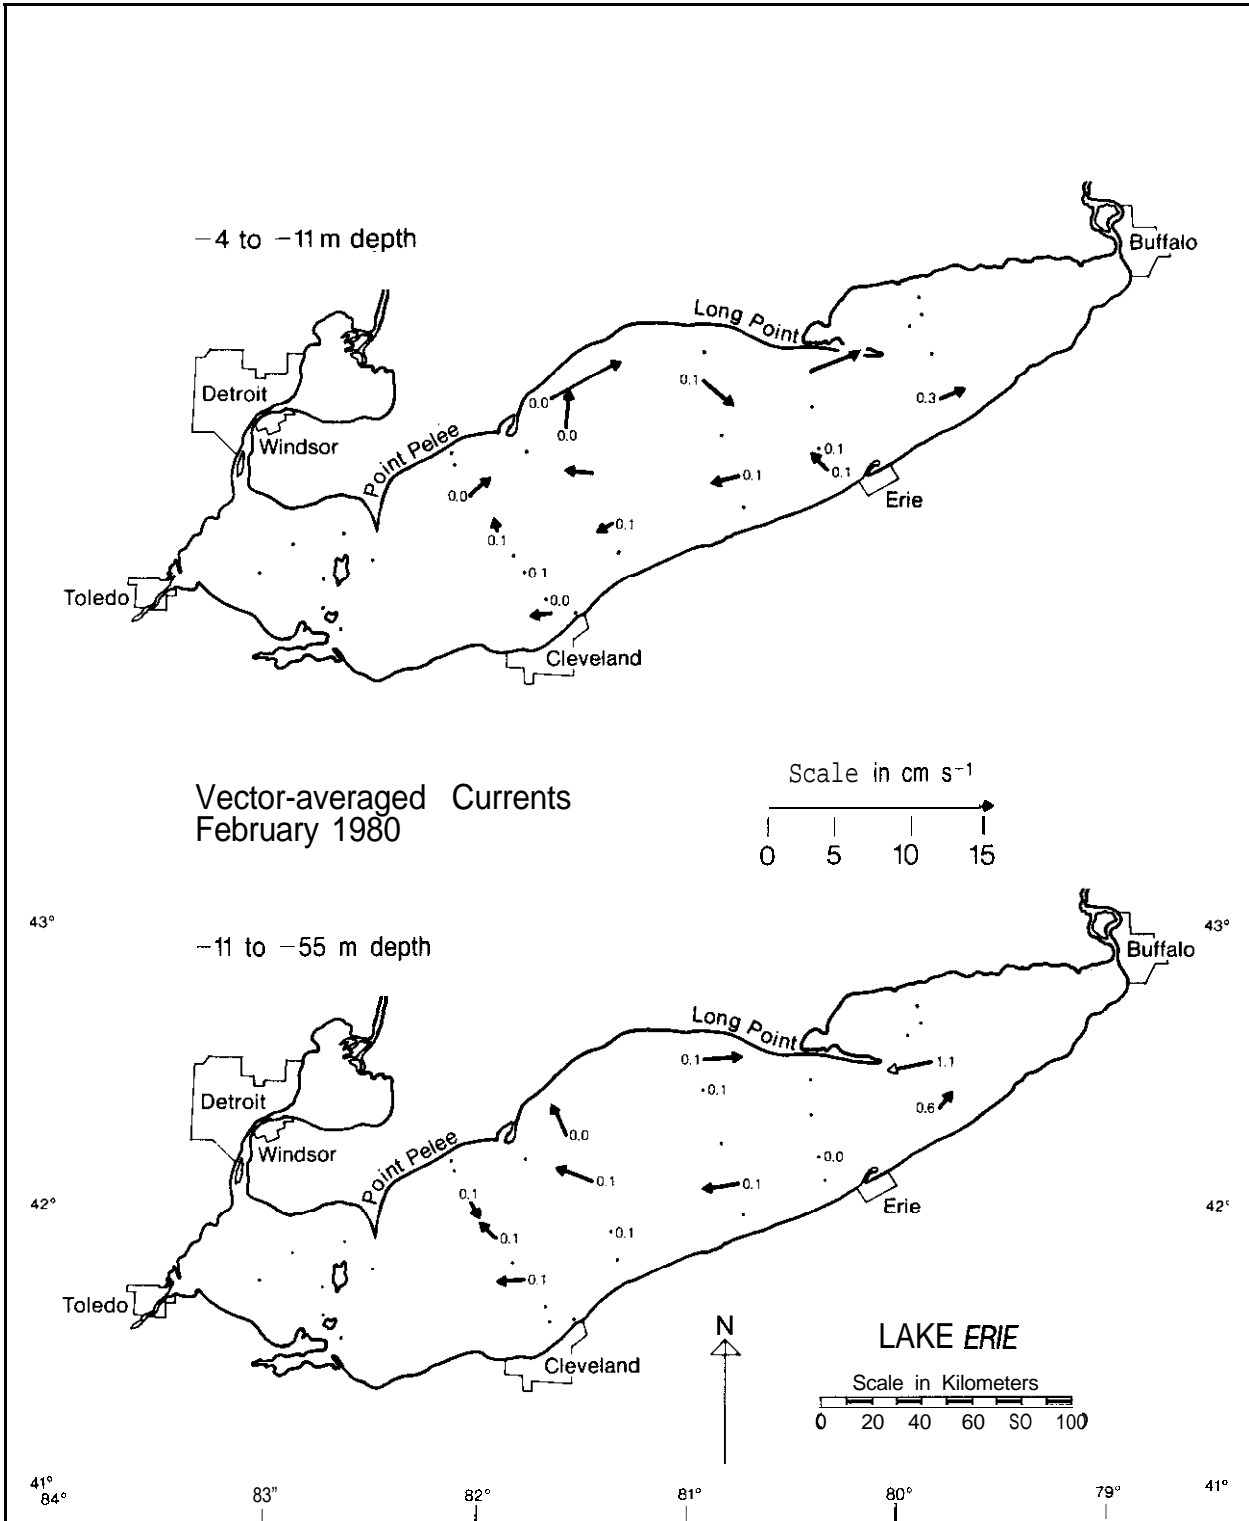 −4 to −11 m depth
Buffalo
Long Point
Detroit
0.1
0.3
0.0
Windsor
Point Pelee
0.0
0.1
0.1
0.1
Erie
0.0
0.1
0.1
0.1
Toledo
0.0
Cleveland
Scale in cm s⁻¹
Vector-averaged Currents
February 1980
0 5 10 15
43° 43°
−11 to −55 m depth
Buffalo
Long Point
0.1
1.1
0.1
Detroit
0.6
0.0
Windsor
Point Pelee
0.0
0.1
0.1
0.1
42° 42°
Erie
0.1
0.1
0.1
Toledo
Cleveland
N
LAKE ERIE
Scale in Kilometers
0 20 40 60 80 100
41° 41°
84° 83" 82° 81° 80° 79°